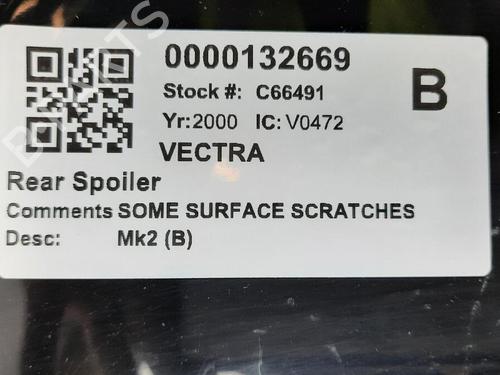 0000132669
Stock #: C66491
B
Yr:2000 IC: V0472
VECTRA
Rear Spoiler
Comments SOME SURFACE SCRATCHES
Desc: Mk2 (B)